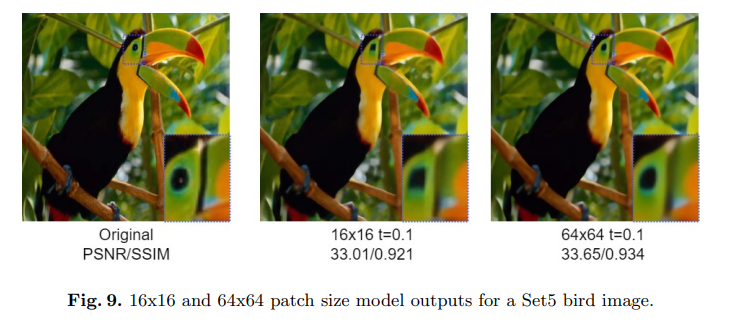 Original
PSNR/SSIM
16x16 t=0.1
33.01/0.921
64x64 t=0.1
33.65/0.934
Fig. 9. 16x16 and 64x64 patch size model outputs for a Set5 bird image.